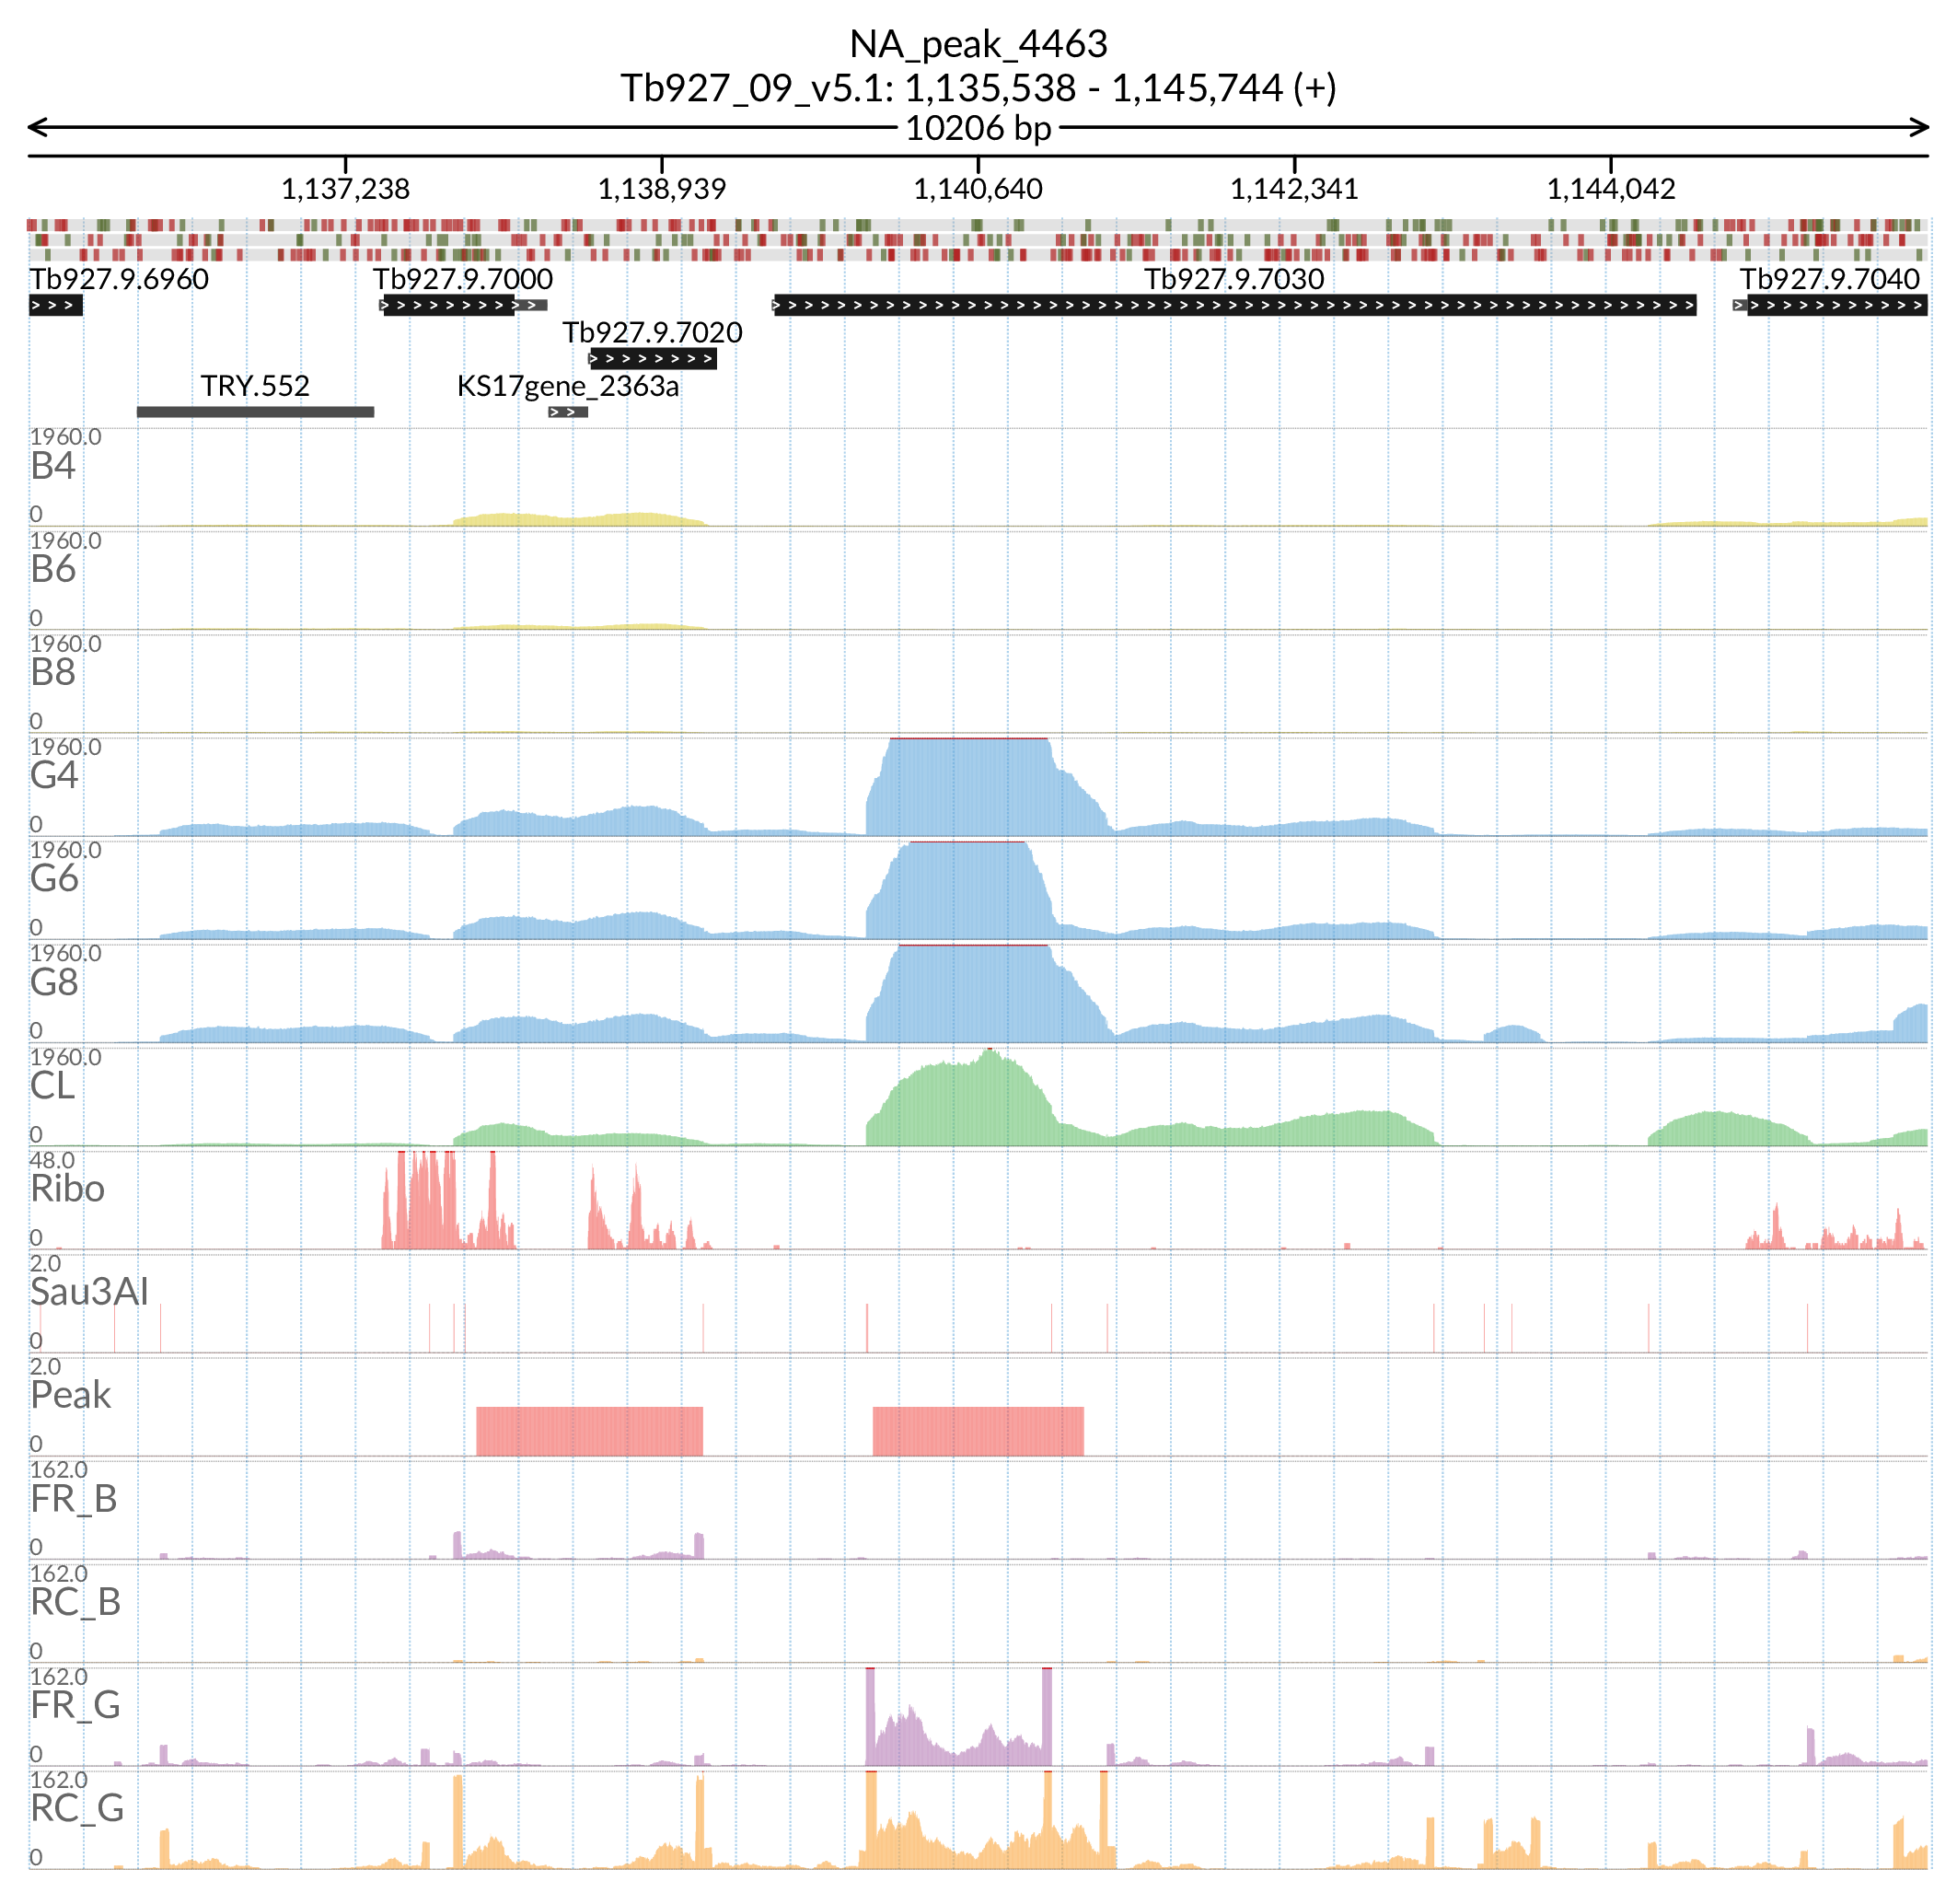 NA_peak_4463
Tb927_09_v5.1: 1,135,538 - 1,145,744 (+)
10206 bp
1,137,238 1,138,939 1,140,640 1,142,341 1,144,042
Tb927.9.6960 Tb927.9.7000 Tb927.9.7030 Tb927.9.7040
Tb927.9.7020
TRY.552 KS17gene_2363a
1960.0
B4
0
1960.0
B6
0
1960.0
B8
0
1960.0
G4
0
1960.0
G6
0
1960.0
G8
0
1960.0
CL
0
48.0
Ribo
0
2.0
Sau3AI
0
2.0
Peak
0
162.0
FR_B
0
162.0
RC_B
0
162.0
FR_G
0
162.0
RC_G
0